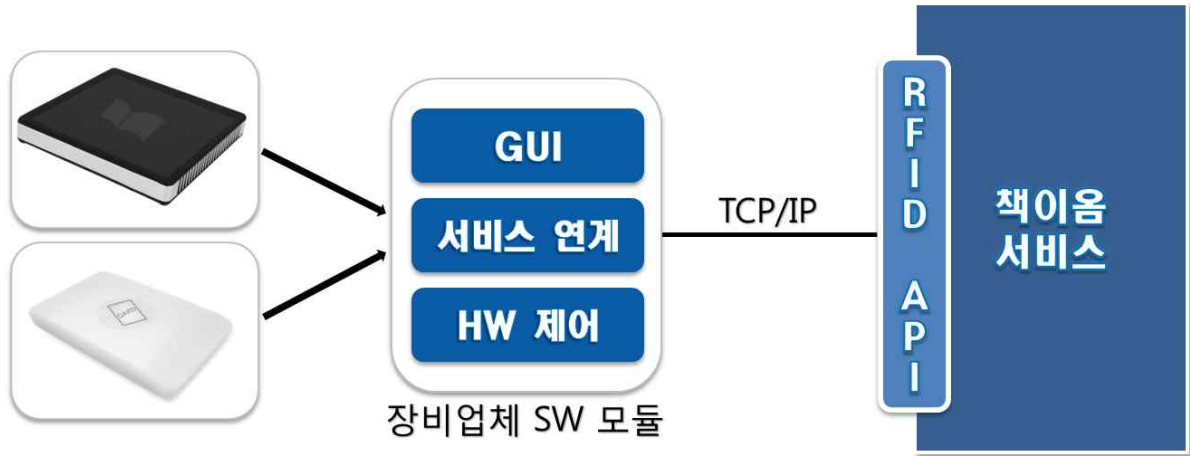 CARD
GUI
서비스 연계
HW 제어
장비업체 SW 모듈
TCP/IP
RFID API
책이음
서비스